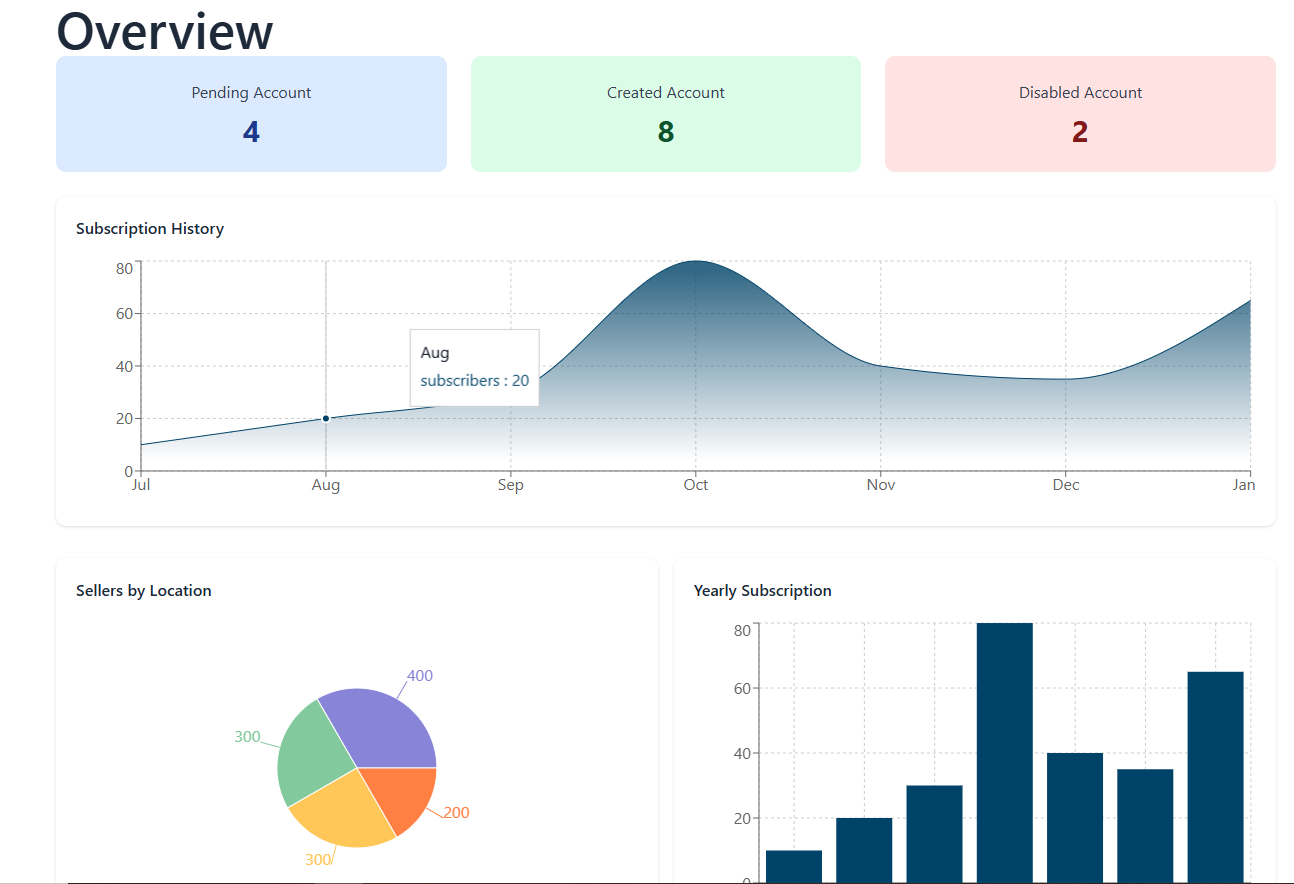 Overview
Pending Account
4
Created Account
8
Disabled Account
2
Subscription History
80
60
40
20
0
Aug
subscribers : 20
Jul Aug Sep Oct Nov Dec Jan
Sellers by Location
400
300
200
300
Yearly Subscription
80
60
40
20
0